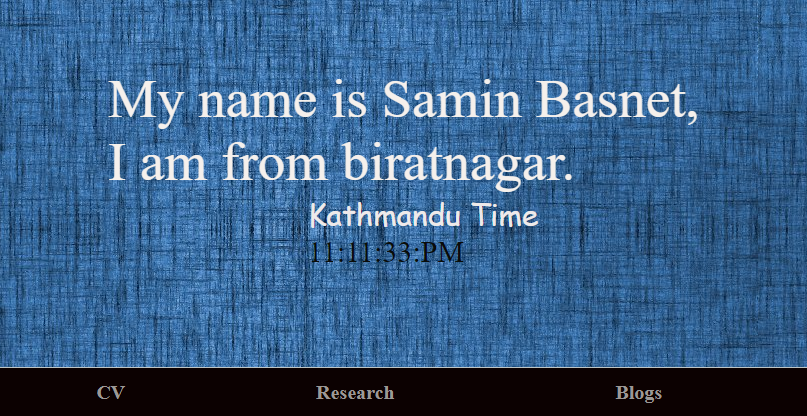 My name is Samin Basnet,
I am from biratnagar.
Kathmandu Time
11:11:33:PM
CV Research Blogs